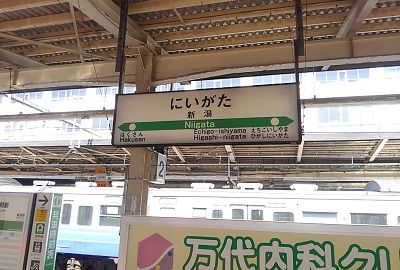 にいがた
新潟
Niigata
はくさん
Hakusan
Echigo-ishiyama えちごいしやま
Higashi-niigata ひがしにいがた
2
万代内科クリ